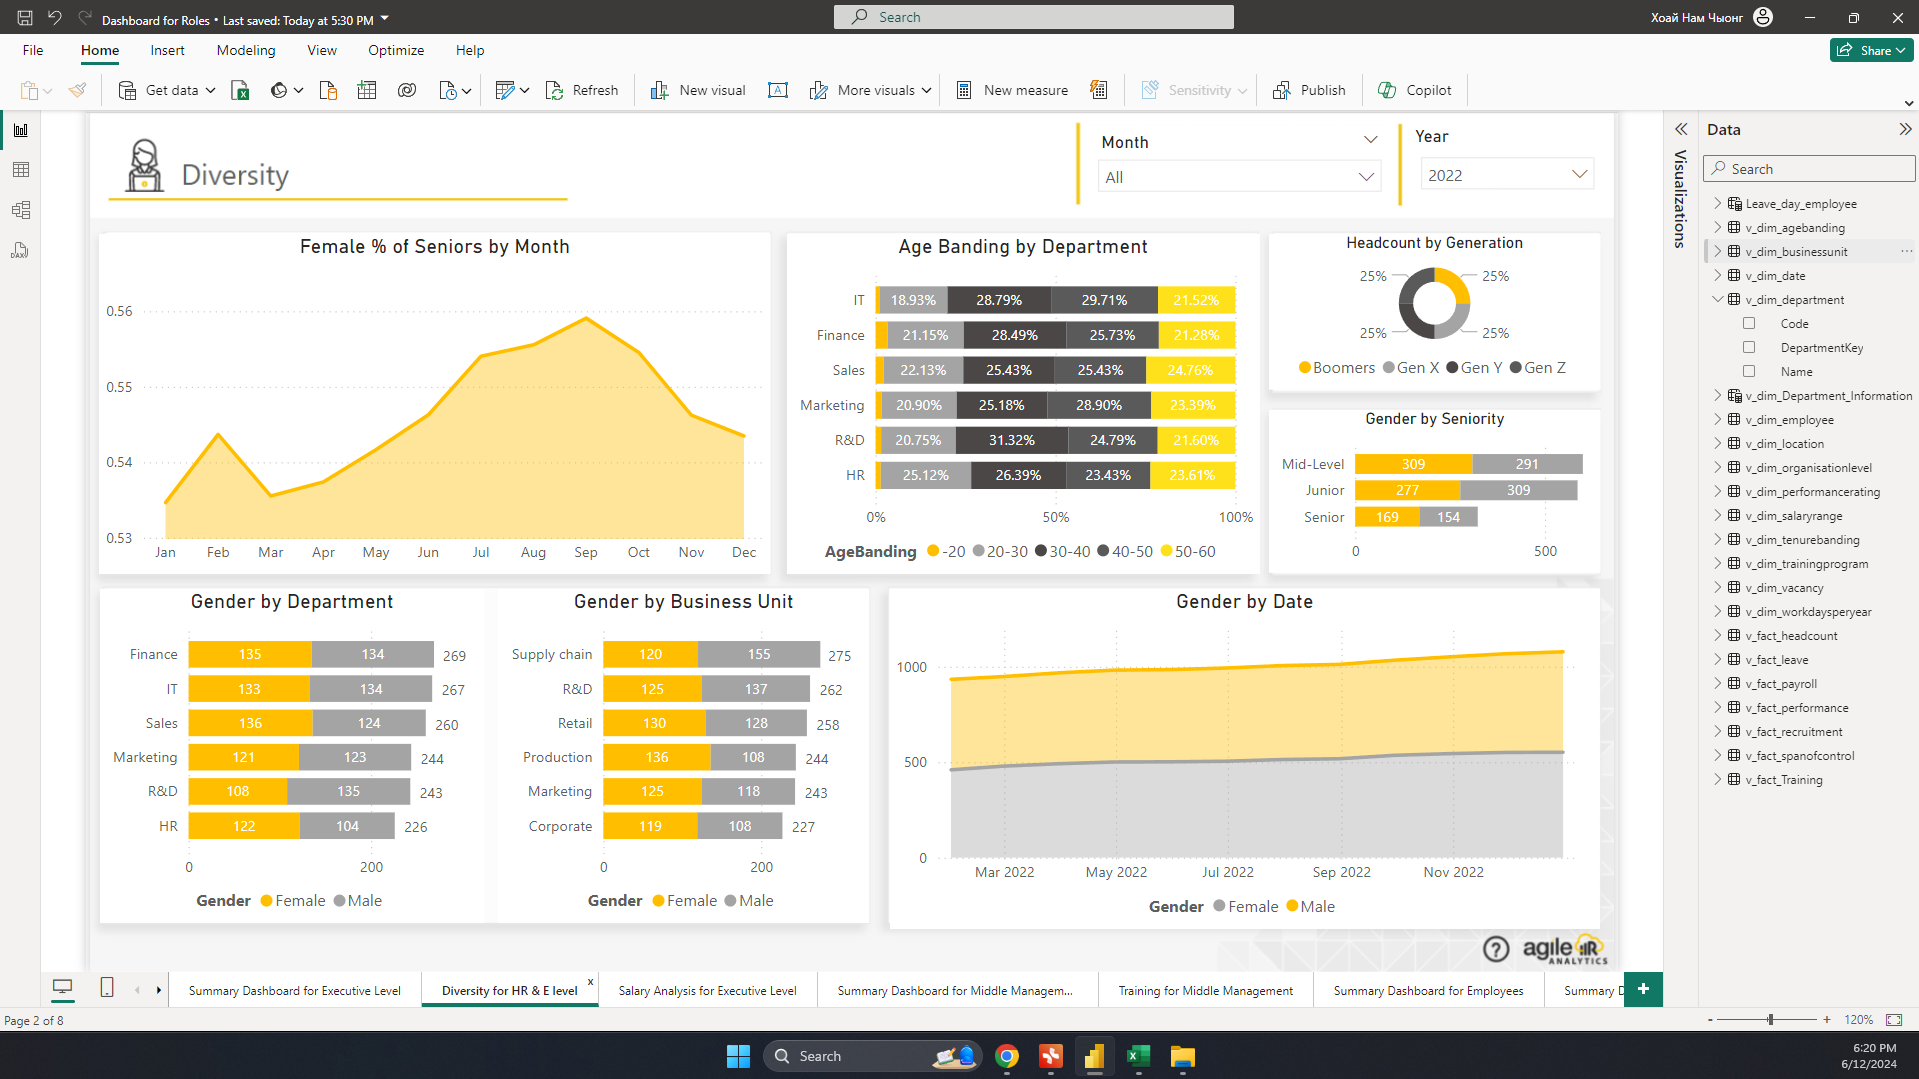 Dashboard for Roles • Last saved: Today at 5:30 PM
Search
Хоай Нам Чыонг
File
Home
Insert
Modeling
View
Optimize
Help
Share
Get data
Refresh
New visual
More visuals
New measure
Sensitivity
Publish
Copilot
Diversity
Month
All
Year
2022
Female % of Seniors by Month
0.56
0.55
0.54
0.53
Jan Feb Mar Apr May Jun Jul Aug Sep Oct Nov Dec
Age Banding by Department
IT 18.93% 28.79% 29.71% 21.52%
Finance 21.15% 28.49% 25.73% 21.28%
Sales 22.13% 25.43% 25.43% 24.76%
Marketing 20.90% 25.18% 28.90% 23.39%
R&D 20.75% 31.32% 24.79% 21.60%
HR 25.12% 26.39% 23.43% 23.61%
0% 50% 100%
AgeBanding -20 20-30 30-40 40-50 50-60
Headcount by Generation
25% 25%
25% 25%
Boomers Gen X Gen Y Gen Z
Gender by Seniority
Mid-Level 309 291
Junior 277 309
Senior 169 154
0 500
Gender by Department
Finance 135 134 269
IT 133 134 267
Sales 136 124 260
Marketing 121 123 244
R&D 108 135 243
HR 122 104 226
0 200
Gender Female Male
Gender by Business Unit
Supply chain 120 155 275
R&D 125 137 262
Retail 130 128 258
Production 136 108 244
Marketing 125 118 243
Corporate 119 108 227
0 200
Gender Female Male
Gender by Date
1000
500
0
Mar 2022 May 2022 Jul 2022 Sep 2022 Nov 2022
Gender Female Male
?
agile HR
ANALYTICS
Visualizations
Data
Search
Leave_day_employee
v_dim_agebanding
v_dim_businessunit
v_dim_date
v_dim_department
Code
DepartmentKey
Name
v_dim_Department_Information
v_dim_employee
v_dim_location
v_dim_organisationlevel
v_dim_performancerating
v_dim_salaryrange
v_dim_tenurebanding
v_dim_trainingprogram
v_dim_vacancy
v_dim_workdaysperyear
v_fact_headcount
v_fact_leave
v_fact_payroll
v_fact_performance
v_fact_recruitment
v_fact_spanofcontrol
v_fact_Training
Summary Dashboard for Executive Level
Diversity for HR & E level
x
Salary Analysis for Executive Level
Summary Dashboard for Middle Managem...
Training for Middle Management
Summary Dashboard for Employees
Summary D
+
Page 2 of 8
- + 120%
Search
6:20 PM
6/12/2024